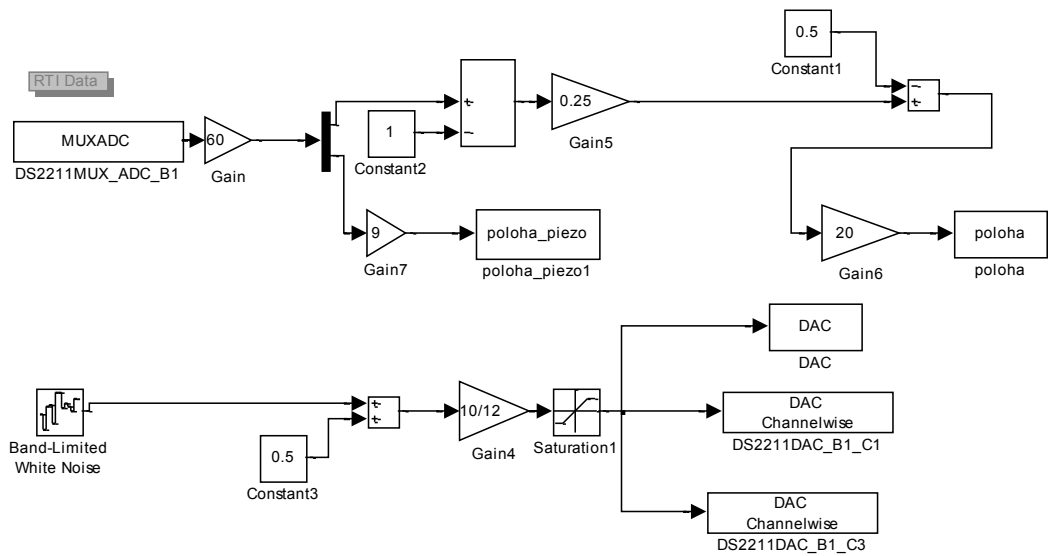 0.5
Constant1
RTI Data
MUXADC
DS2211MUX_ADC_B1
60
Gain
1
Constant2
0.25
Gain5
9
Gain7
poloha_piezo
poloha_piezo1
20
Gain6
poloha
poloha
DAC
DAC
Band-Limited
White Noise
0.5
Constant3
10/12
Gain4
Saturation1
DAC
Channelwise
DS2211DAC_B1_C1
DAC
Channelwise
DS2211DAC_B1_C3